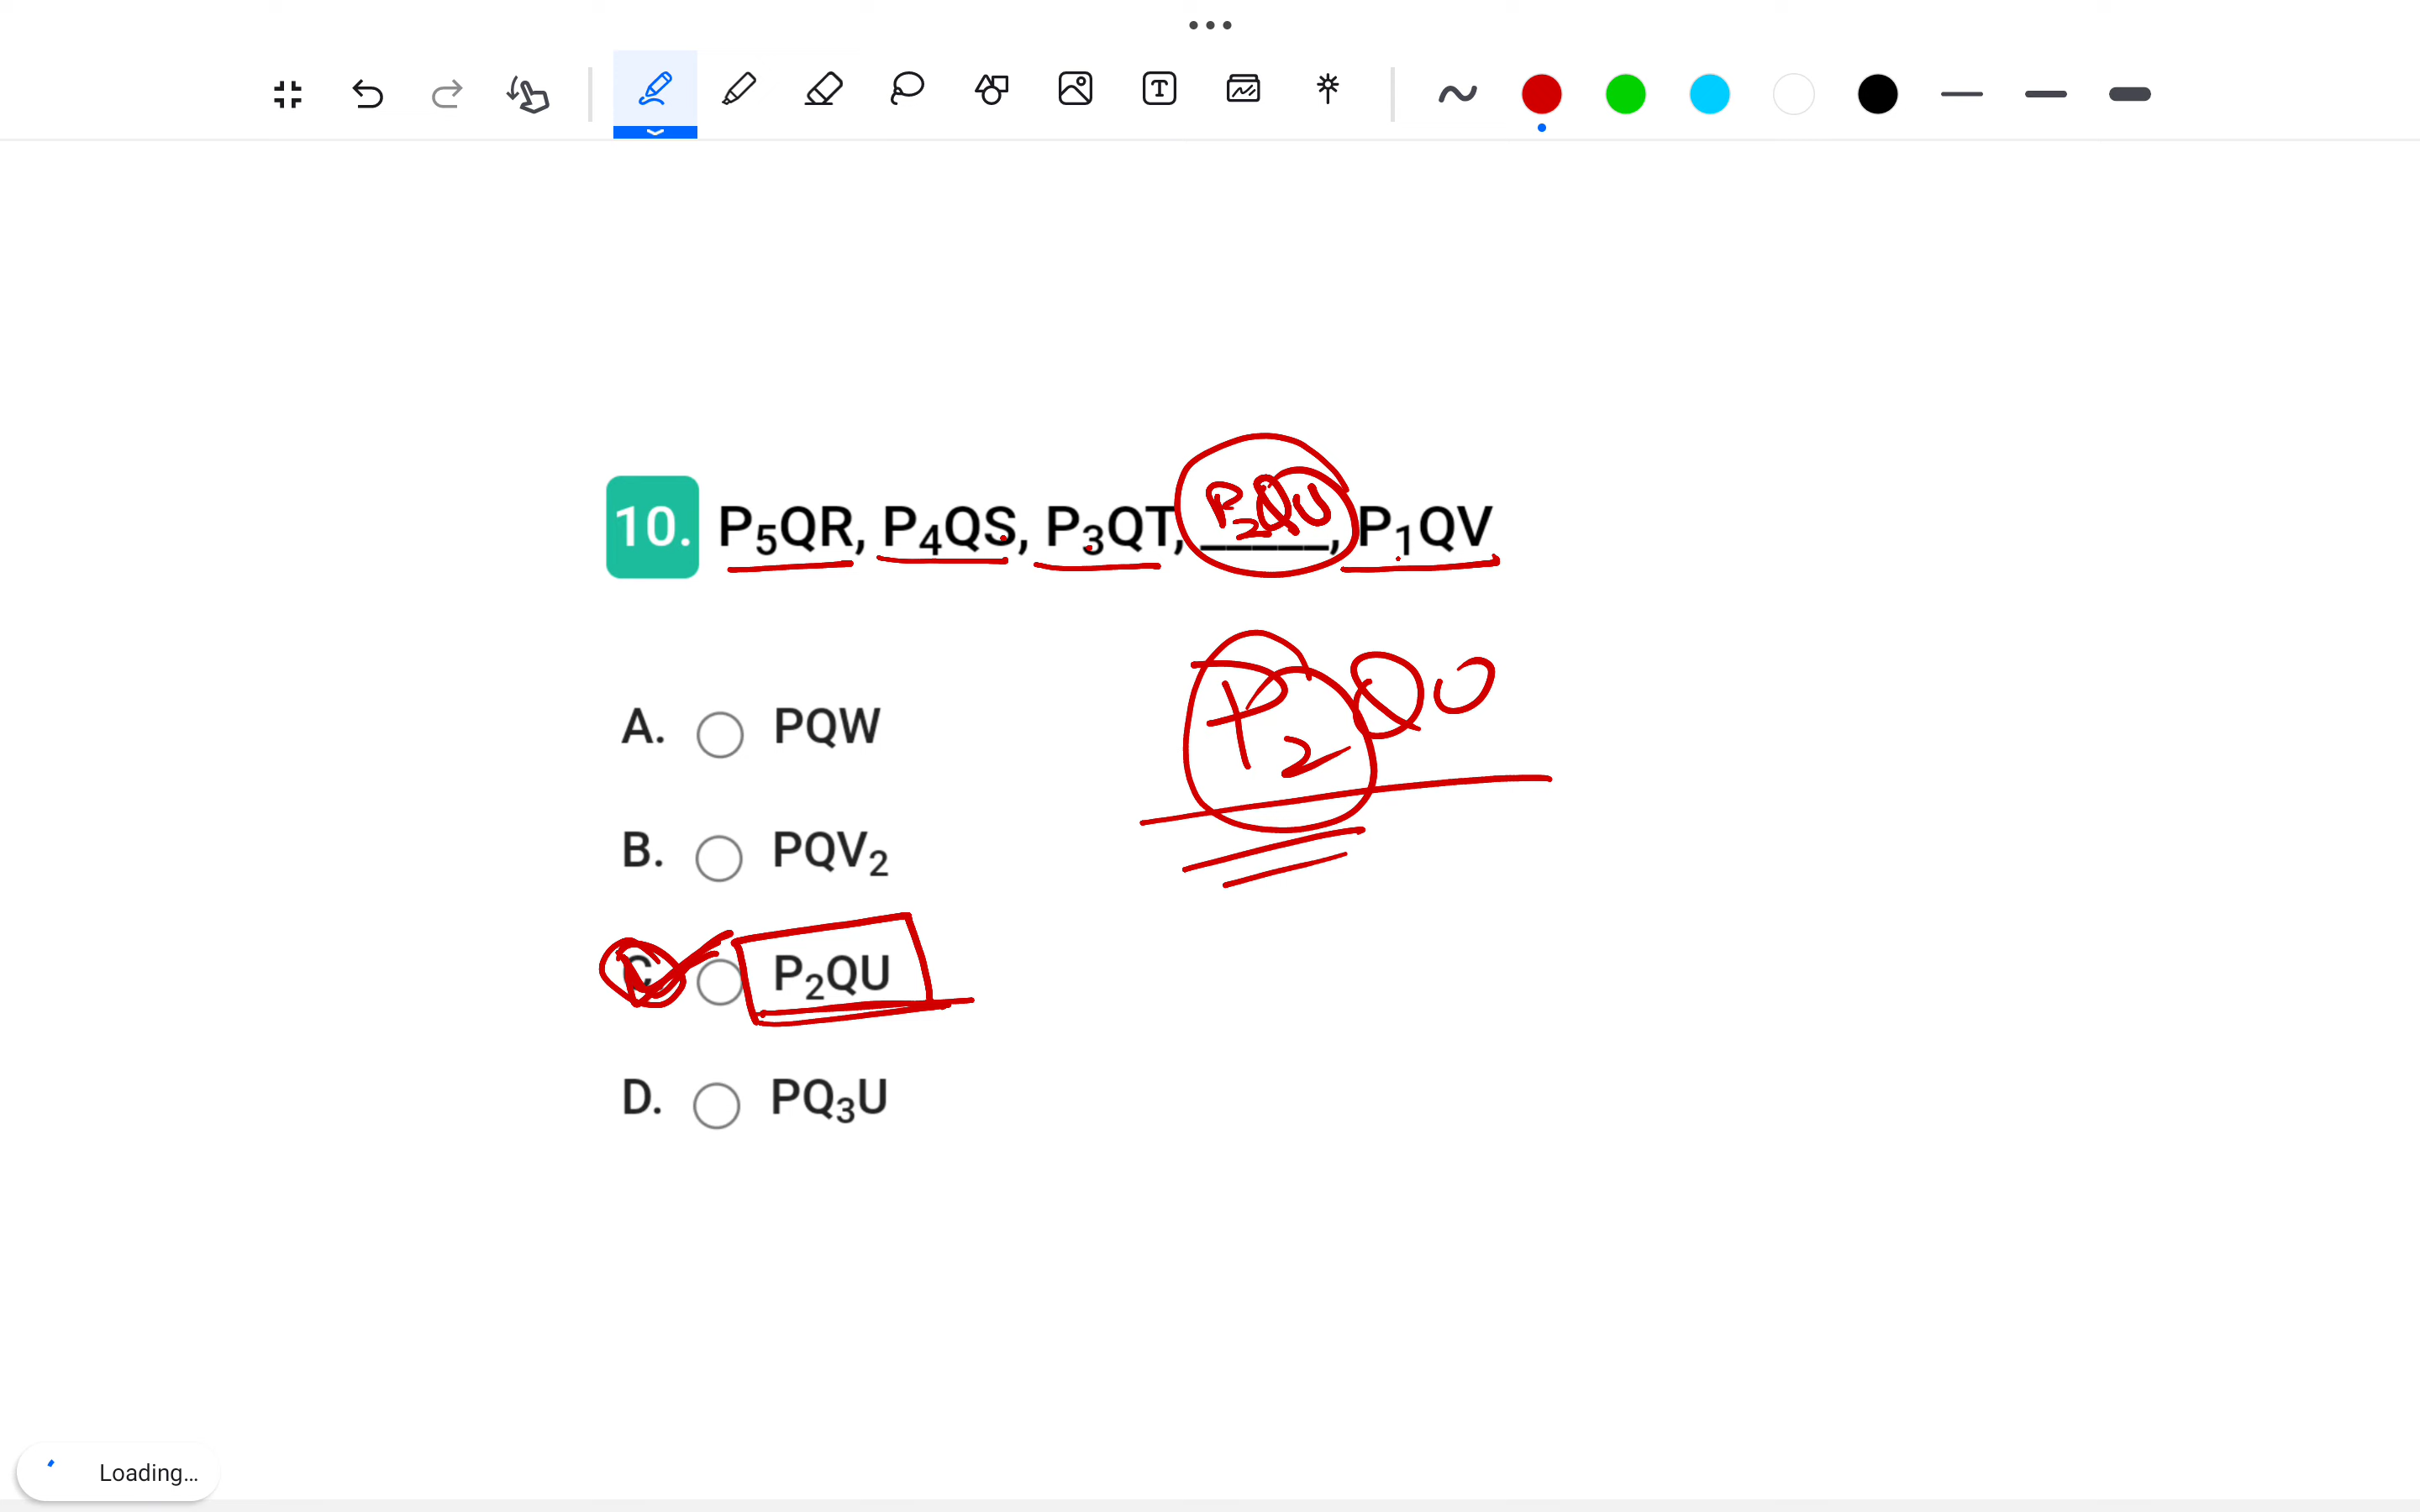 10. P₅QR, P₄QS, P₃QT, P₂QU, P₁QV
P₂QU
A. PQW
B. PQV₂
C. P₂QU
D. PQ₃U
Loading...